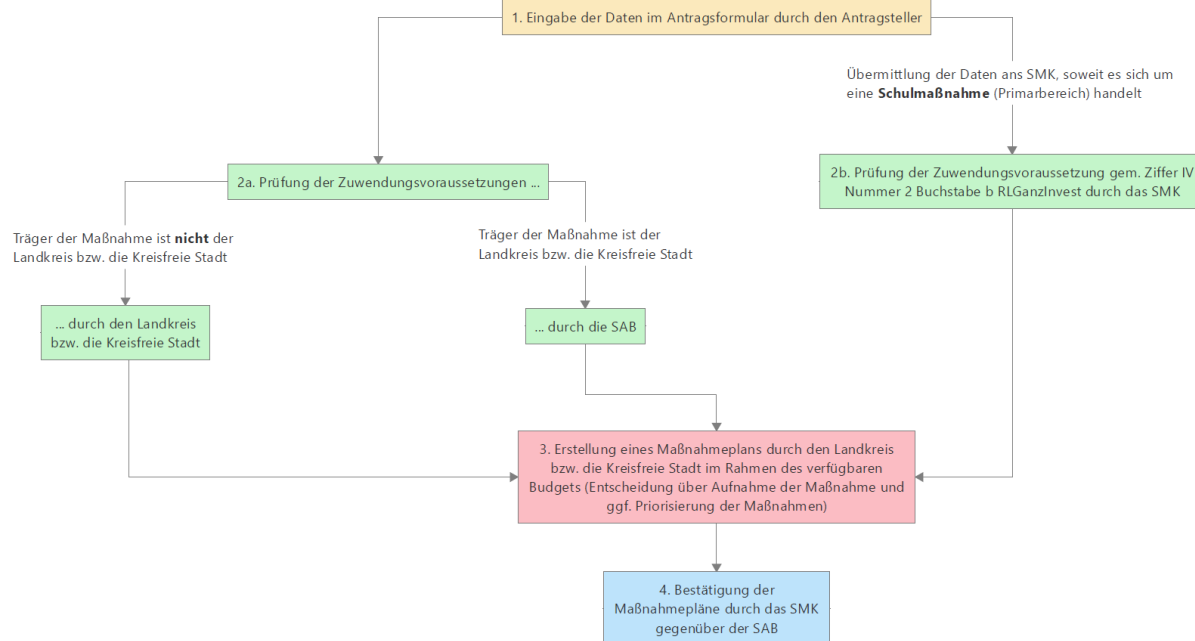 1. Eingabe der Daten im Antragsformular durch den Antragsteller
Übermittlung der Daten ans SMK, soweit es sich um
eine Schulmaßnahme (Primarbereich) handelt
2a. Prüfung der Zuwendungsvoraussetzungen ...
2b. Prüfung der Zuwendungsvoraussetzung gem. Ziffer IV
Nummer 2 Buchstabe b RLGanzInvest durch das SMK
Träger der Maßnahme ist nicht der
Landkreis bzw. die Kreisfreie Stadt
Träger der Maßnahme ist der
Landkreis bzw. die Kreisfreie Stadt
... durch den Landkreis
bzw. die Kreisfreie Stadt
... durch die SAB
3. Erstellung eines Maßnahmeplans durch den Landkreis
bzw. die Kreisfreie Stadt im Rahmen des verfügbaren
Budgets (Entscheidung über Aufnahme der Maßnahme und
ggf. Priorisierung der Maßnahmen)
4. Bestätigung der
Maßnahmepläne durch das SMK
gegenüber der SAB